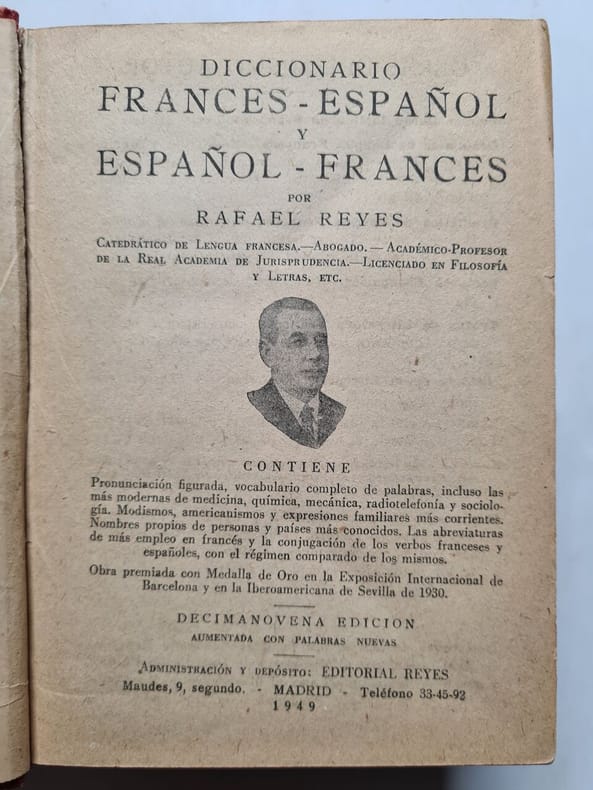 DICCIONARIO
FRANCES - ESPAÑOL
Y
ESPAÑOL - FRANCES
POR
RAFAEL REYES
CATEDRÁTICO DE LENGUA FRANCESA.—ABOGADO. — ACADÉMICO-PROFESOR
DE LA REAL ACADEMIA DE JURISPRUDENCIA.—LICENCIADO EN FILOSOFÍA
Y LETRAS, ETC.
CONTIENE
Pronunciación figurada, vocabulario completo de palabras, incluso las
más modernas de medicina, química, mecánica, radiotelefonía y sociolo-
gía. Modismos, americanismos y expresiones familiares más corrientes.
Nombres propios de personas y países más conocidos. Las abreviaturas
de más empleo en francés y la conjugación de los verbos franceses y
españoles, con el régimen comparado de los mismos.
Obra premiada con Medalla de Oro en la Exposición Internacional de
Barcelona y en la Iberoamericana de Sevilla de 1930.
DECIMANOVENA EDICION
AUMENTADA CON PALABRAS NUEVAS
ADMINISTRACIÓN Y DEPÓSITO: EDITORIAL REYES
Maudes, 9, segundo. - MADRID - Teléfono 33-45-92
1949